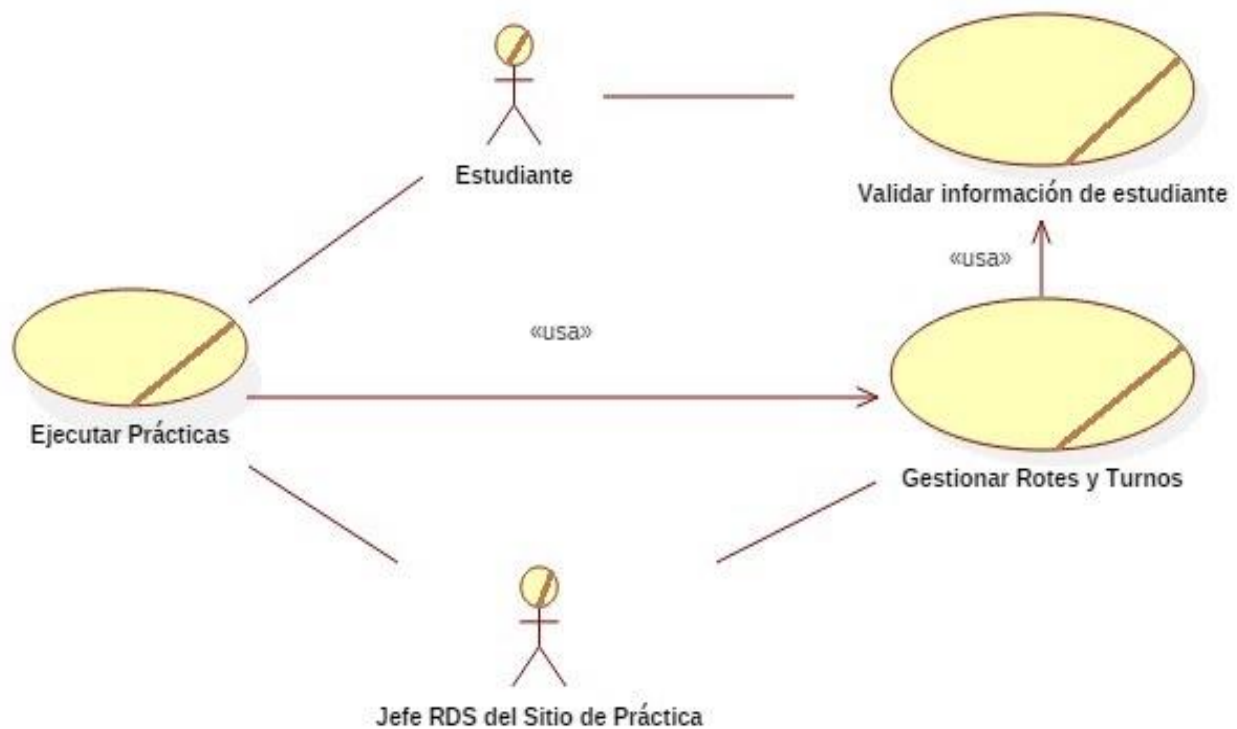 Estudiante
Validar información de estudiante
«usa»
«usa»
Ejecutar Prácticas
Gestionar Rotes y Turnos
Jefe RDS del Sitio de Práctica